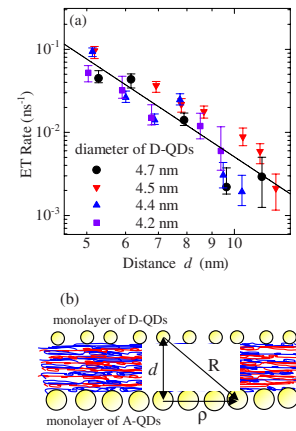 (a)
ET Rate (ns⁻¹)
10⁻¹
10⁻²
10⁻³
diameter of D-QDs
4.7 nm
4.5 nm
4.4 nm
4.2 nm
5 6 7 8 9 10
Distance d (nm)
(b)
monolayer of D-QDs
d
R
ρ
monolayer of A-QDs